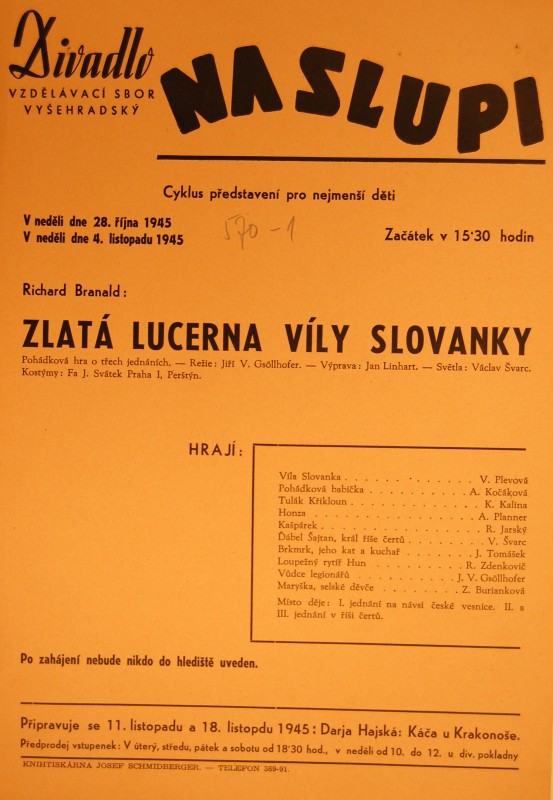 Divadlo
VZDĚLÁVACÍ SBOR
VYŠEHRADSKÝ
NA SLUPI
Cyklus představení pro nejmenší děti
V neděli dne 28. října 1945
V neděli dne 4. listopadu 1945
570-1
Začátek v 15·30 hodin
Richard Branald:
ZLATÁ LUCERNA VÍLY SLOVANKY
Pohádková hra o třech jednáních. — Režie: Jiří V. Gsöllhofer. — Výprava: Jan Linhart. — Světla: Václav Švarc.
Kostýmy: Fa J. Svátek Praha I, Perštýn.
HRAJÍ:
Víla Slovanka . . . . . . . . . . . . V. Plevová
Pohádková babička . . . . . . . . . . A. Kočáková
Tulák Křikloun . . . . . . . . . . . . K. Kalina
Honza . . . . . . . . . . . . . . . . A. Planner
Kašpárek . . . . . . . . . . . . . . . R. Jarský
Ďábel Šajtan, král říše čertů . . . . . . . . V. Švarc
Brkmrk, jeho kat a kuchař . . . . . . . J. Tomášek
Loupežný rytíř Hun . . . . . . . . . R. Zdenkovič
Vůdce legionářů . . . . . . . . . . J. V. Gsöllhofer
Maryška, selské děvče . . . . . . . . Z. Burianková
Místo děje: I. jednání na návsi české vesnice. II. a
III. jednání v říši čertů.
Po zahájení nebude nikdo do hlediště uveden.
Připravuje se 11. listopadu a 18. listopdu 1945: Darja Hajská: Káča u Krakonoše.
Předprodej vstupenek: V úterý, středu, pátek a sobotu od 18·30 hod., v neděli od 10. do 12. u div. pokladny
KNIHTISKÁRNA JOSEF SCHMIDBERGER. — TELEFON 389-91.